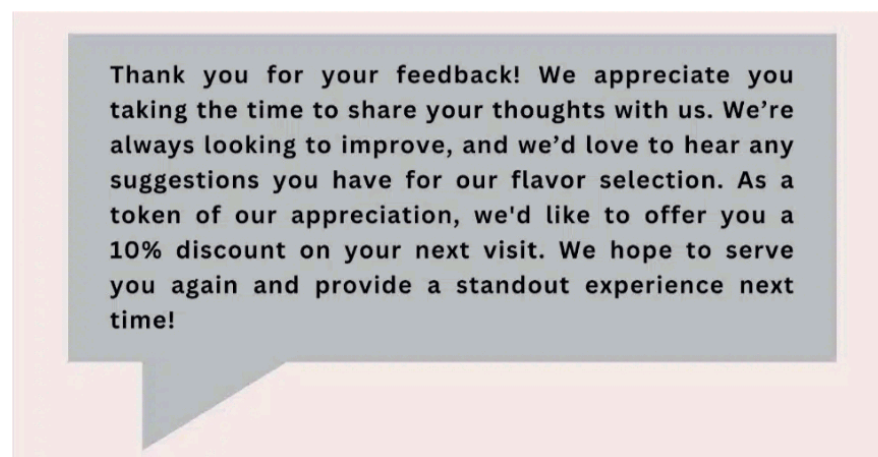 Thank you for your feedback! We appreciate you
taking the time to share your thoughts with us. We’re
always looking to improve, and we’d love to hear any
suggestions you have for our flavor selection. As a
token of our appreciation, we'd like to offer you a
10% discount on your next visit. We hope to serve
you again and provide a standout experience next
time!